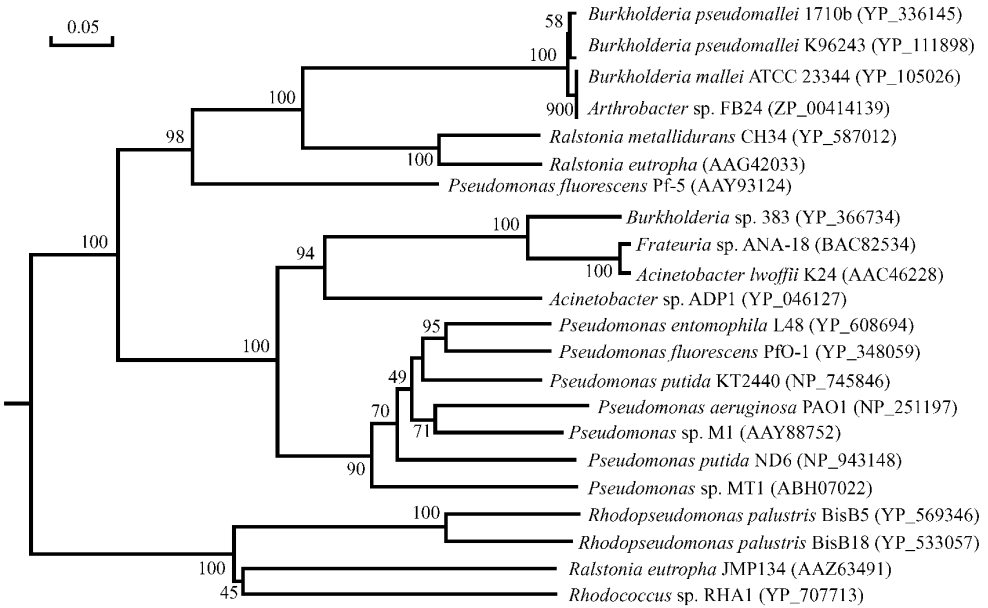 0.05
58
Burkholderia pseudomallei 1710b (YP_336145)
Burkholderia pseudomallei K96243 (YP_111898)
100
Burkholderia mallei ATCC 23344 (YP_105026)
900
Arthrobacter sp. FB24 (ZP_00414139)
100
98
Ralstonia metallidurans CH34 (YP_587012)
100
Ralstonia eutropha (AAG42033)
Pseudomonas fluorescens Pf-5 (AAY93124)
100
100
Burkholderia sp. 383 (YP_366734)
94
Frateuria sp. ANA-18 (BAC82534)
100
Acinetobacter lwoffii K24 (AAC46228)
Acinetobacter sp. ADP1 (YP_046127)
100
95
Pseudomonas entomophila L48 (YP_608694)
Pseudomonas fluorescens PfO-1 (YP_348059)
49
Pseudomonas putida KT2440 (NP_745846)
70
Pseudomonas aeruginosa PAO1 (NP_251197)
71
Pseudomonas sp. M1 (AAY88752)
90
Pseudomonas putida ND6 (NP_943148)
Pseudomonas sp. MT1 (ABH07022)
100
Rhodopseudomonas palustris BisB5 (YP_569346)
Rhodopseudomonas palustris BisB18 (YP_533057)
100
Ralstonia eutropha JMP134 (AAZ63491)
45
Rhodococcus sp. RHA1 (YP_707713)